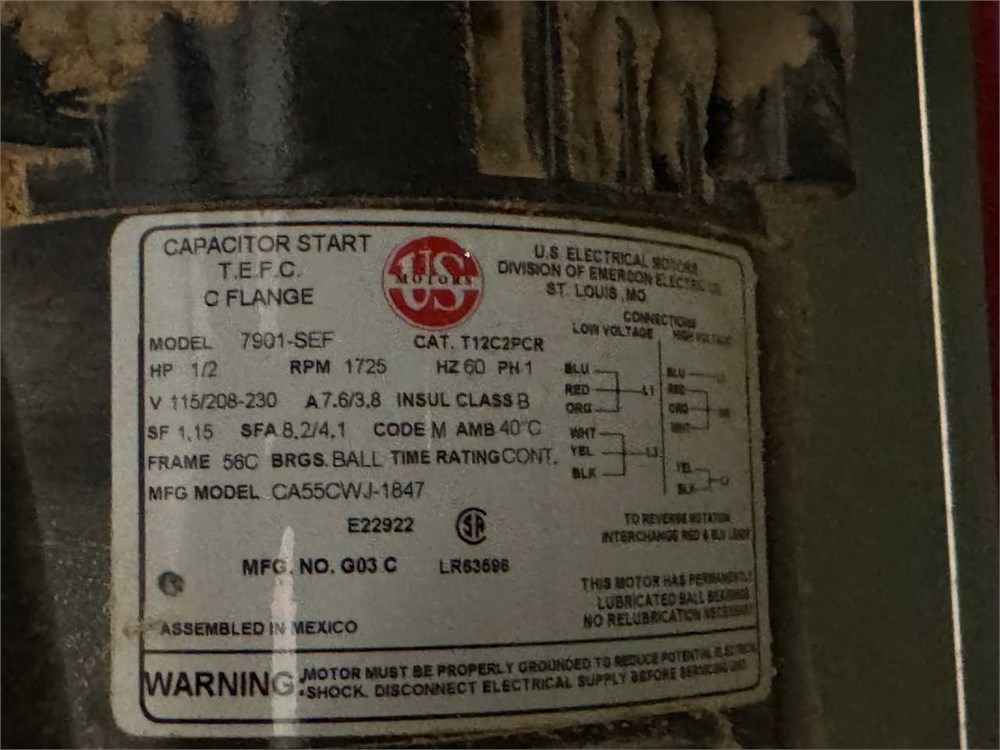 CAPACITOR START
T.E.F.C.
C FLANGE
US
MOTORS
U.S. ELECTRICAL MOTORS
DIVISION OF EMERSON ELECTRIC
ST. LOUIS ,MO
MODEL 7901-SEF CAT. T12C2PCR
HP 1/2 RPM 1725 HZ 60 PH 1
V 115/208-230 A 7.6/3.8 INSUL CLASS B
SF 1.15 SFA 8.2/4.1 CODE M AMB 40°C
FRAME 56C BRGS. BALL TIME RATING CONT.
MFG MODEL CA55CWJ-1847
E22922
SA
MFG. NO. G03 C LR63696
ASSEMBLED IN MEXICO
CONNECTIONS
LOW VOLTAGE HIGH VOLTAGE
BLU
RED L1
ORG
WHT
YEL
BLK
BLU
RED
ORG
WHT
YEL
BLK
TO REVERSE ROTATION
INTERCHANGE RED & BLU LEADS
THIS MOTOR HAS PERMANENTLY
LUBRICATED BALL BEARINGS
NO RELUBRICATION NECESSARY
WARNING: MOTOR MUST BE PROPERLY GROUNDED TO REDUCE POTENTIAL ELECTRICAL
SHOCK. DISCONNECT ELECTRICAL SUPPLY BEFORE SERVICING UNIT.